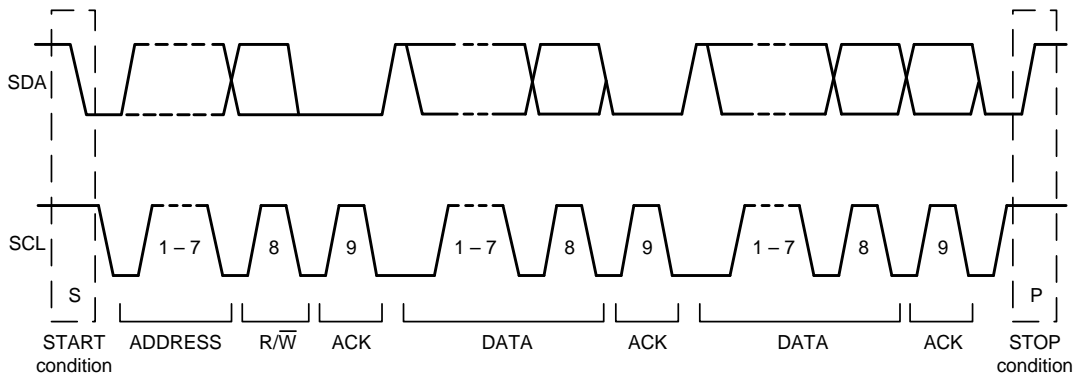 SDA
SCL
1 – 7
8
9
1 – 7
8
9
1 – 7
8
9
S
P
START condition
ADDRESS
R/W̅
ACK
DATA
ACK
DATA
ACK
STOP condition